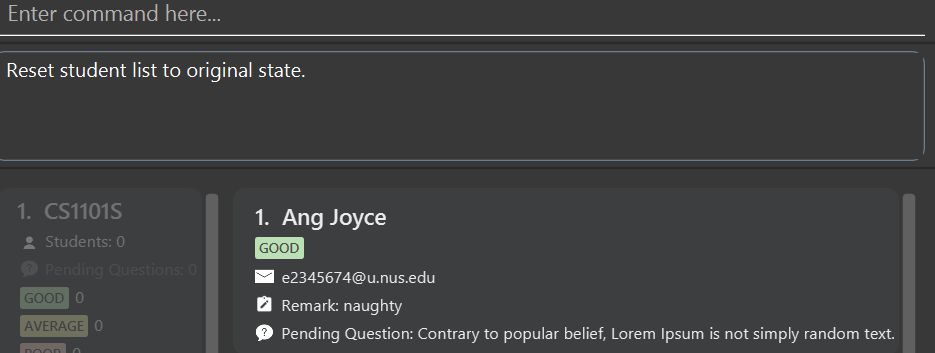 Enter command here...
Reset student list to original state.
1. CS1101S
Students: 0
Pending Questions: 0
GOOD 0
AVERAGE 0
POOR 0
1. Ang Joyce
GOOD
e2345674@u.nus.edu
Remark: naughty
Pending Question: Contrary to popular belief, Lorem Ipsum is not simply random text.